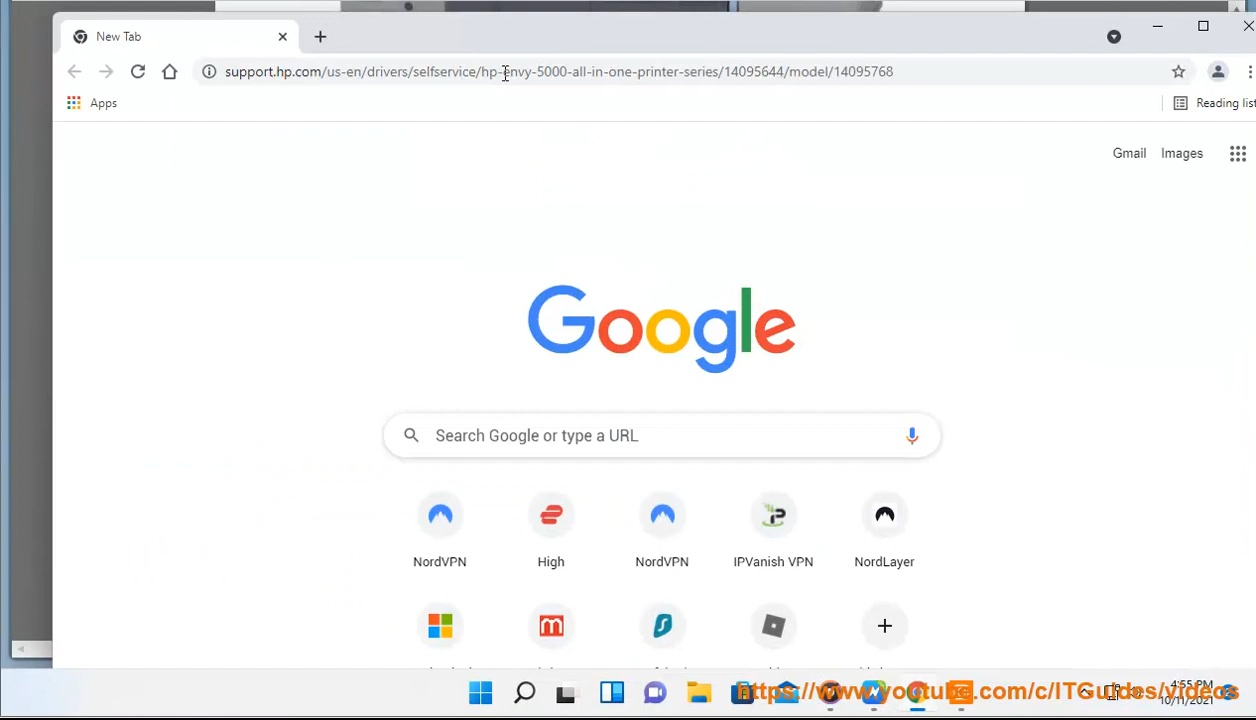 New Tab
support.hp.com/us-en/drivers/selfservice/hp-envy-5000-all-in-one-printer-series/14095644/model/14095768
Apps
Reading list
Gmail Images
Google
Search Google or type a URL
NordVPN High NordVPN IPVanish VPN NordLayer
https://www.youtube.com/c/ITGuides/videos
4:55 PM
10/11/2021